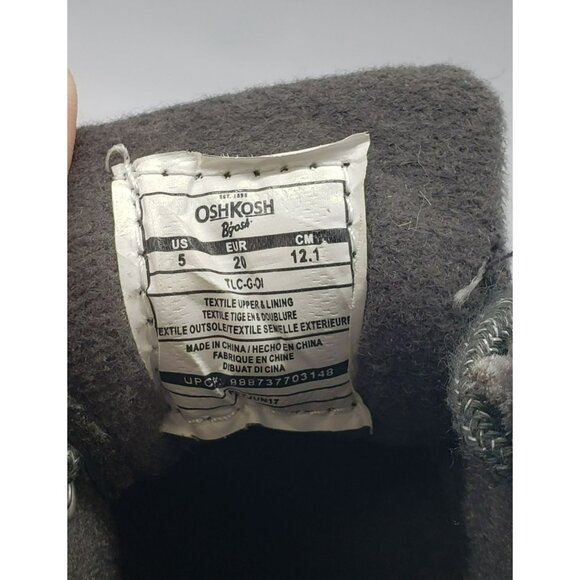 EST. 1895
OSHKOSH
B'gosh
US EUR CM
5 20 12.1
TLC-G-OI
TEXTILE UPPER & LINING
TEXTILE TIGE EN & DOUBLURE
TEXTILE OUTSOLE/TEXTILE SEMELLE EXTERIEUR
MADE IN CHINA / HECHO EN CHINA
FABRIQUE EN CHINE
DIBUAT DI CINA
UPC#: 888737703148
JUN17